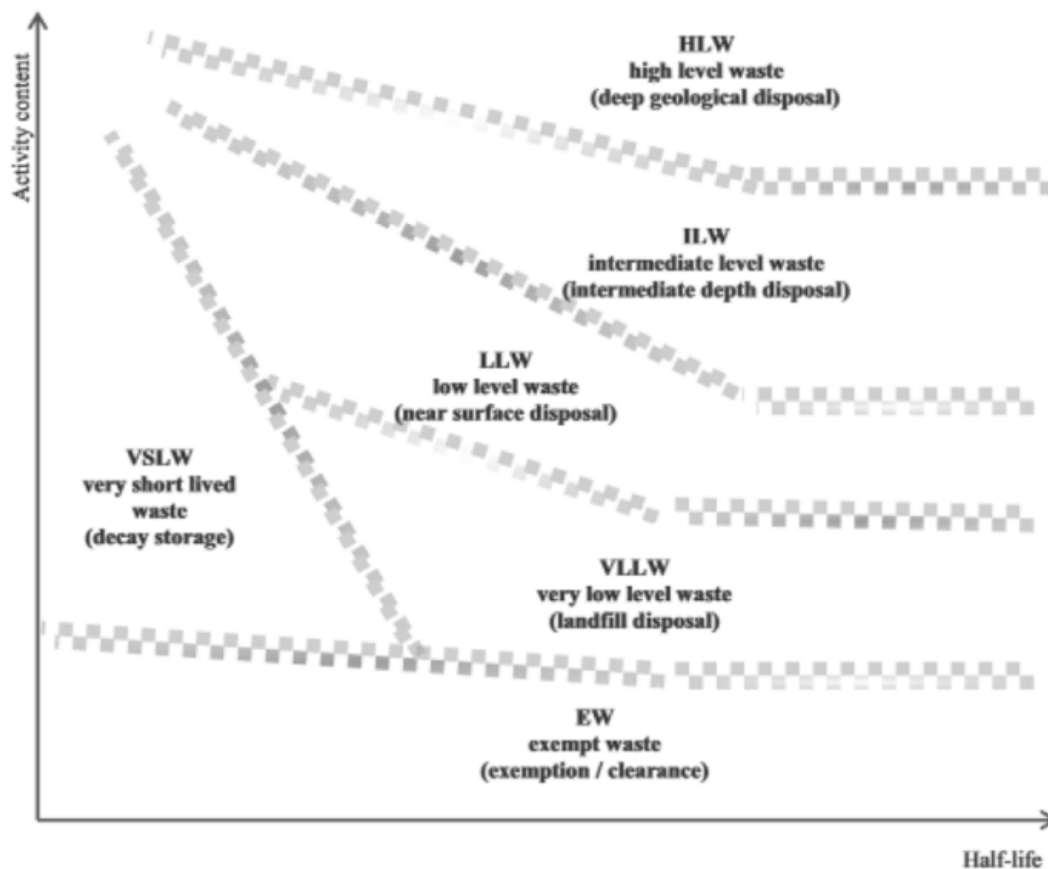 Activity content
HLW
high level waste
(deep geological disposal)
ILW
intermediate level waste
(intermediate depth disposal)
LLW
low level waste
(near surface disposal)
VSLW
very short lived
waste
(decay storage)
VLLW
very low level waste
(landfill disposal)
EW
exempt waste
(exemption / clearance)
Half-life